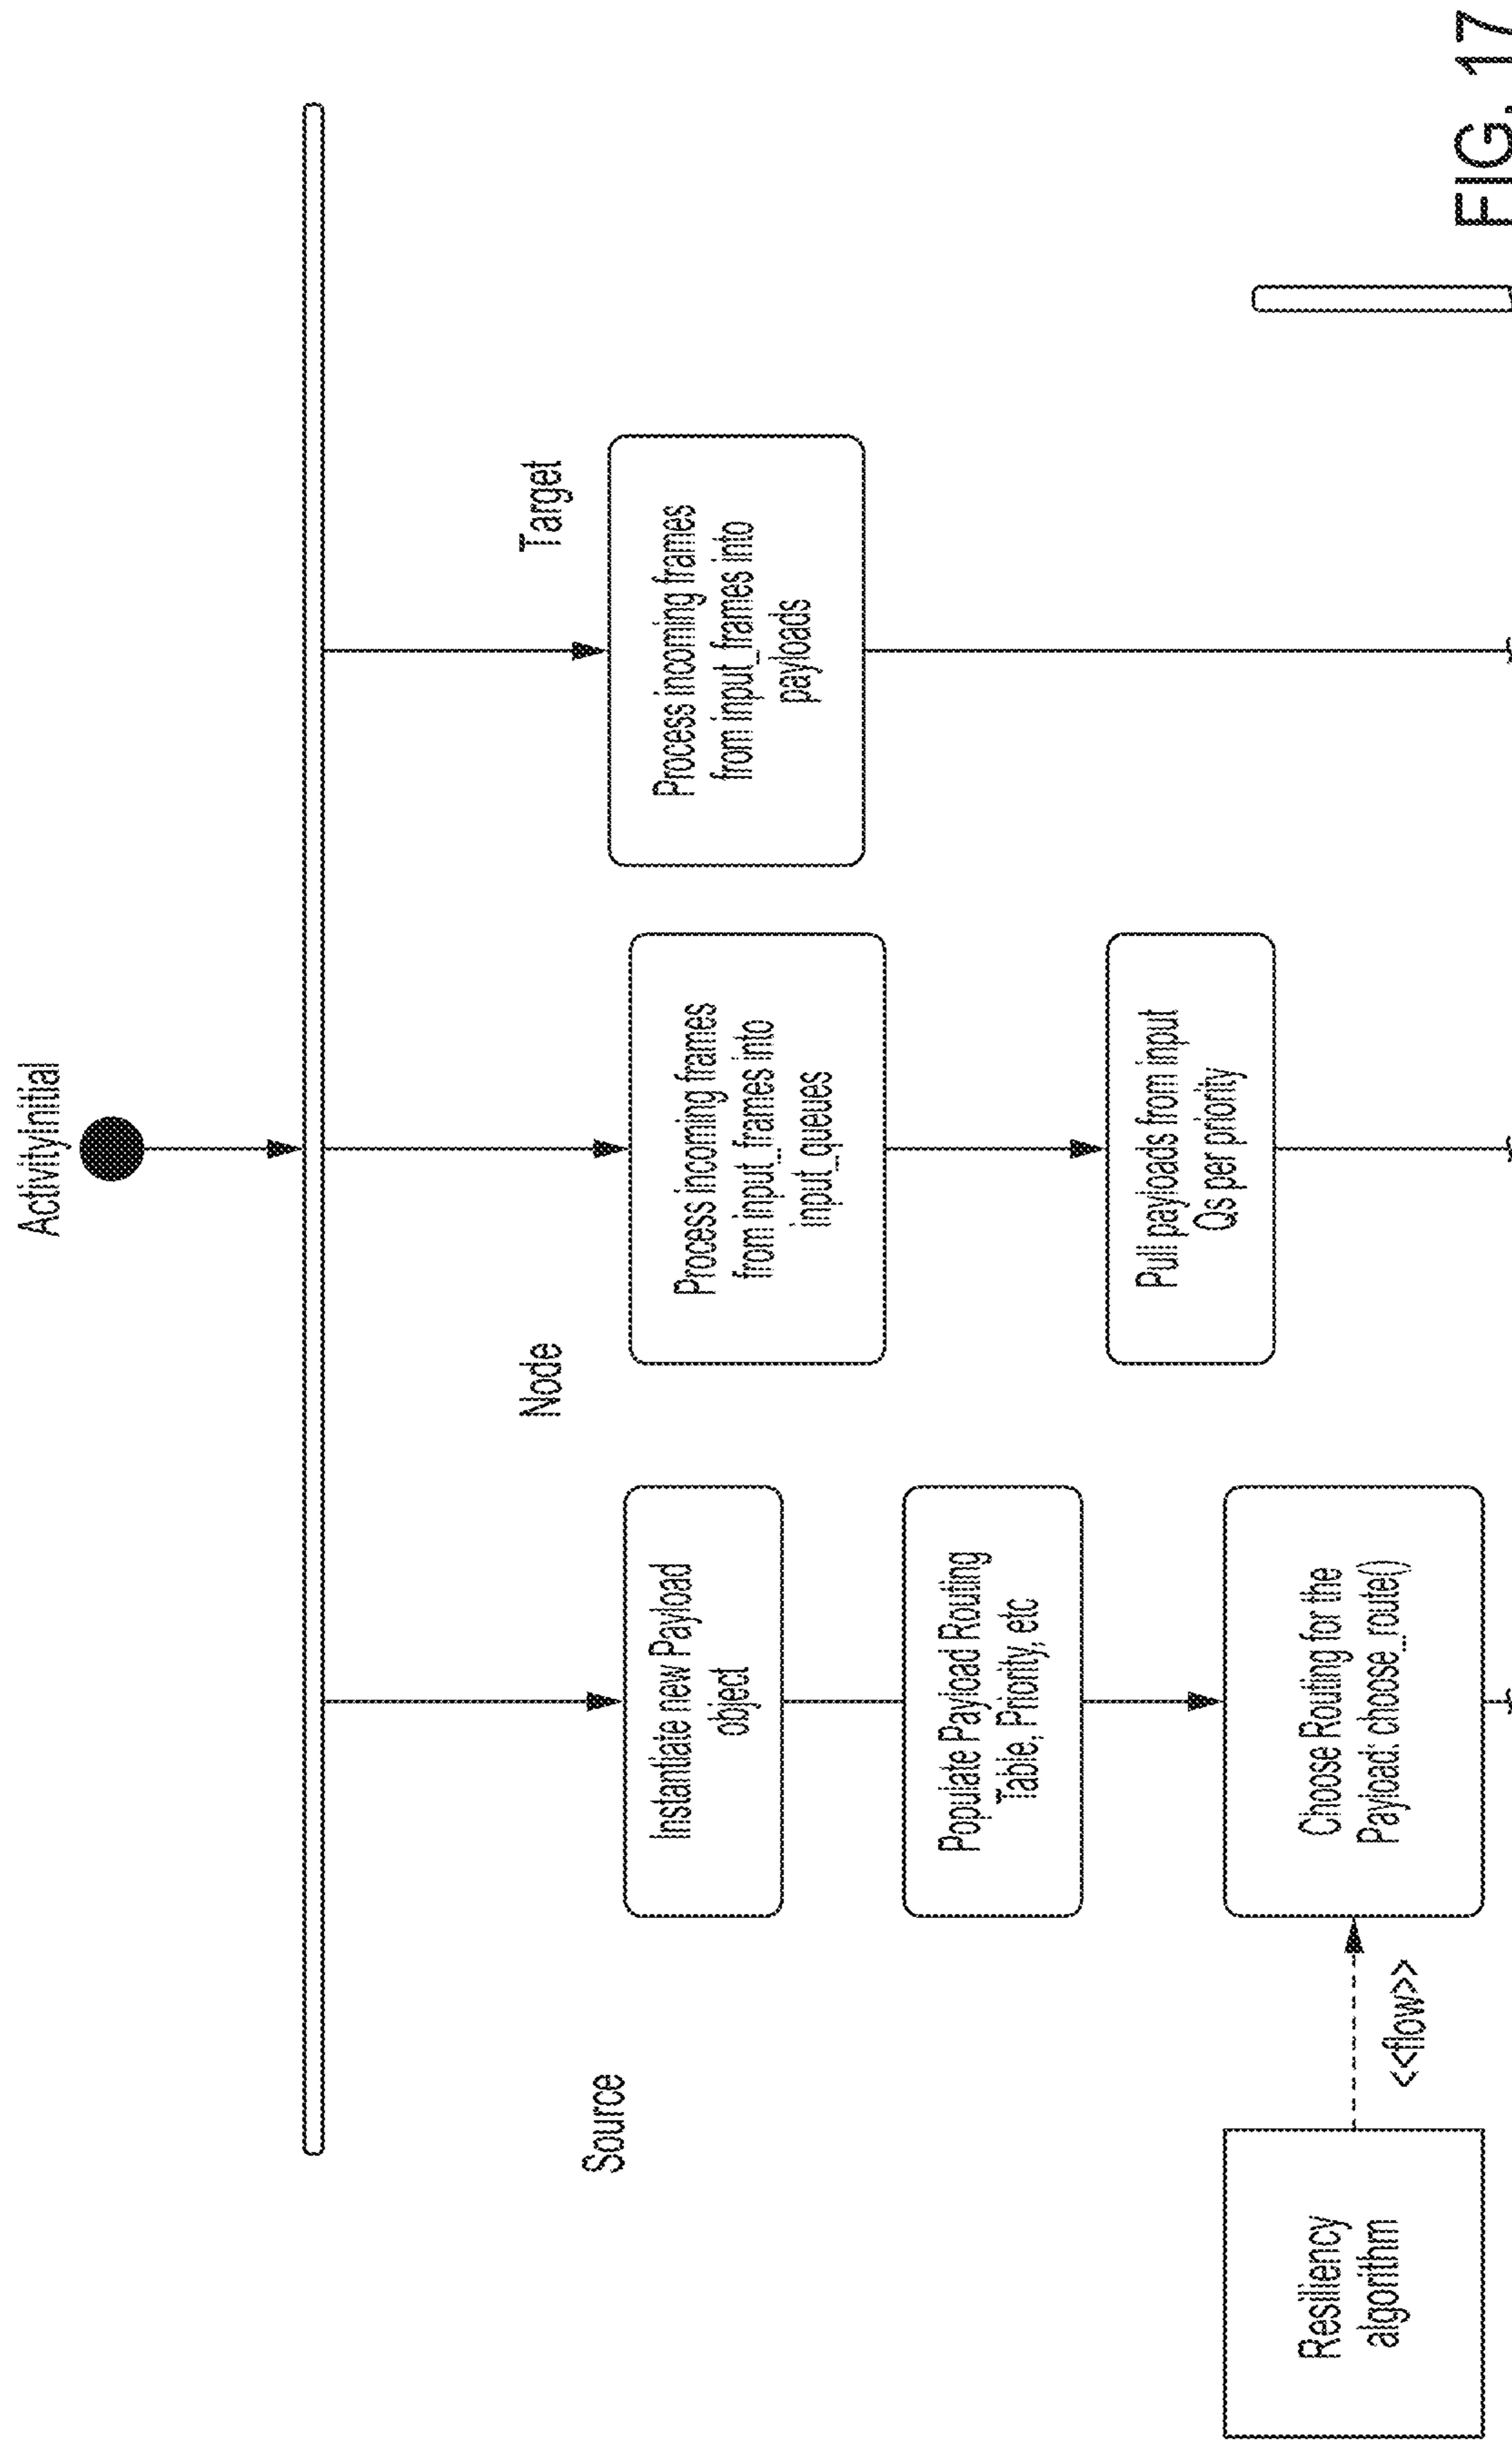 ActivityInitial
Source
Node
Target
Instantiate new Payload
object
Process incoming frames
from input_frames into
input_queues
Process incoming frames
from input_frames into
payloads
Populate Payload Routing
Table, Priority, etc
Pull payloads from input
Qs per priority
Resiliency
algorithm
<<flow>>
Choose Routing for the
Payload: choose_route()
FIG. 17